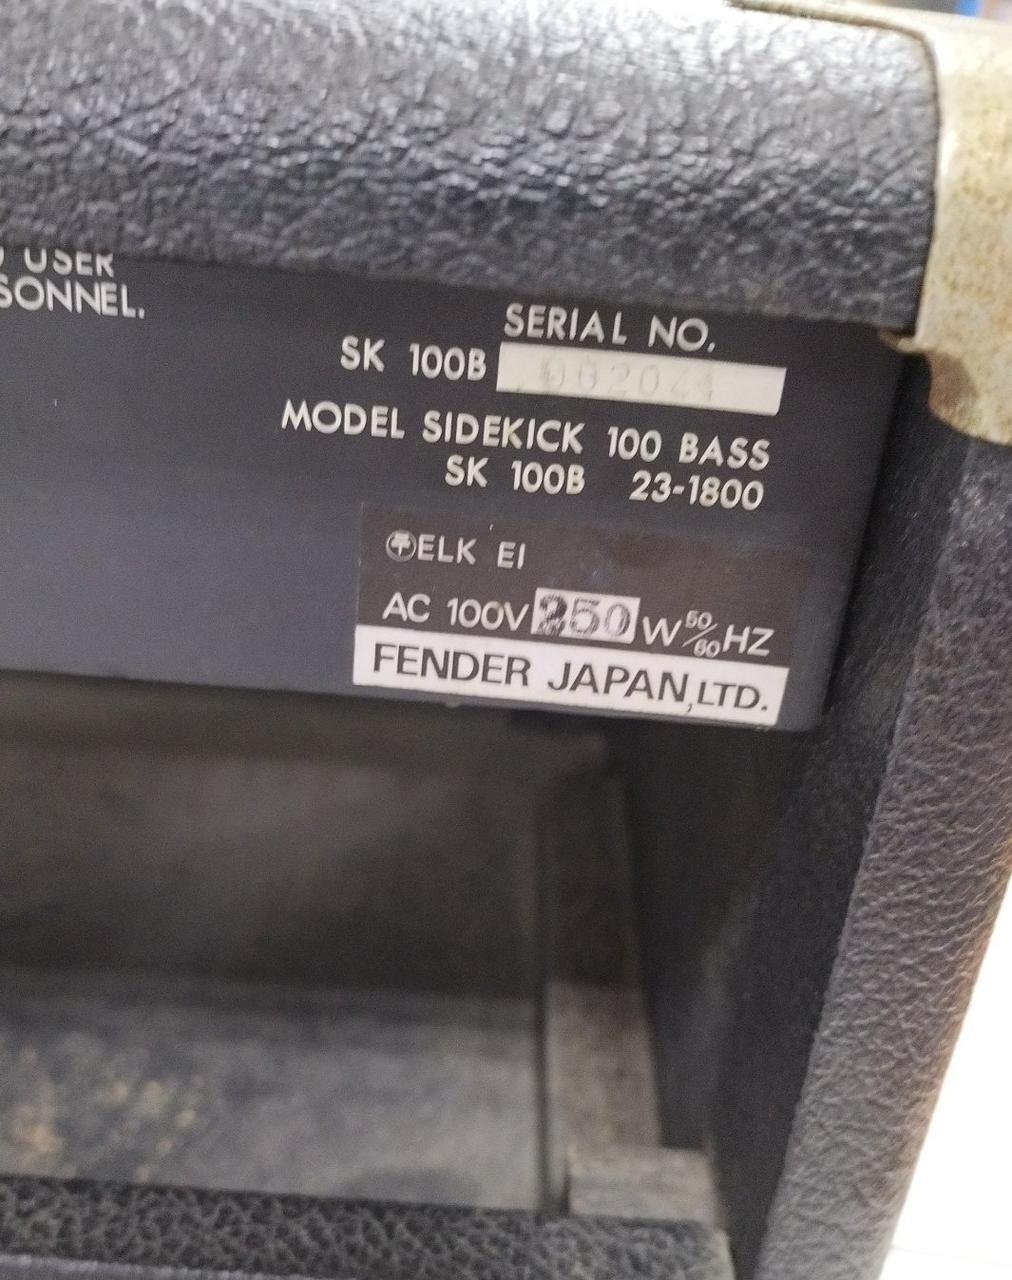 USER
SONNEL.
SERIAL NO.
SK 100B
MODEL SIDEKICK 100 BASS
SK 100B 23-1800
ELK EI
AC 100V 250 W 50/60 HZ
FENDER JAPAN, LTD.